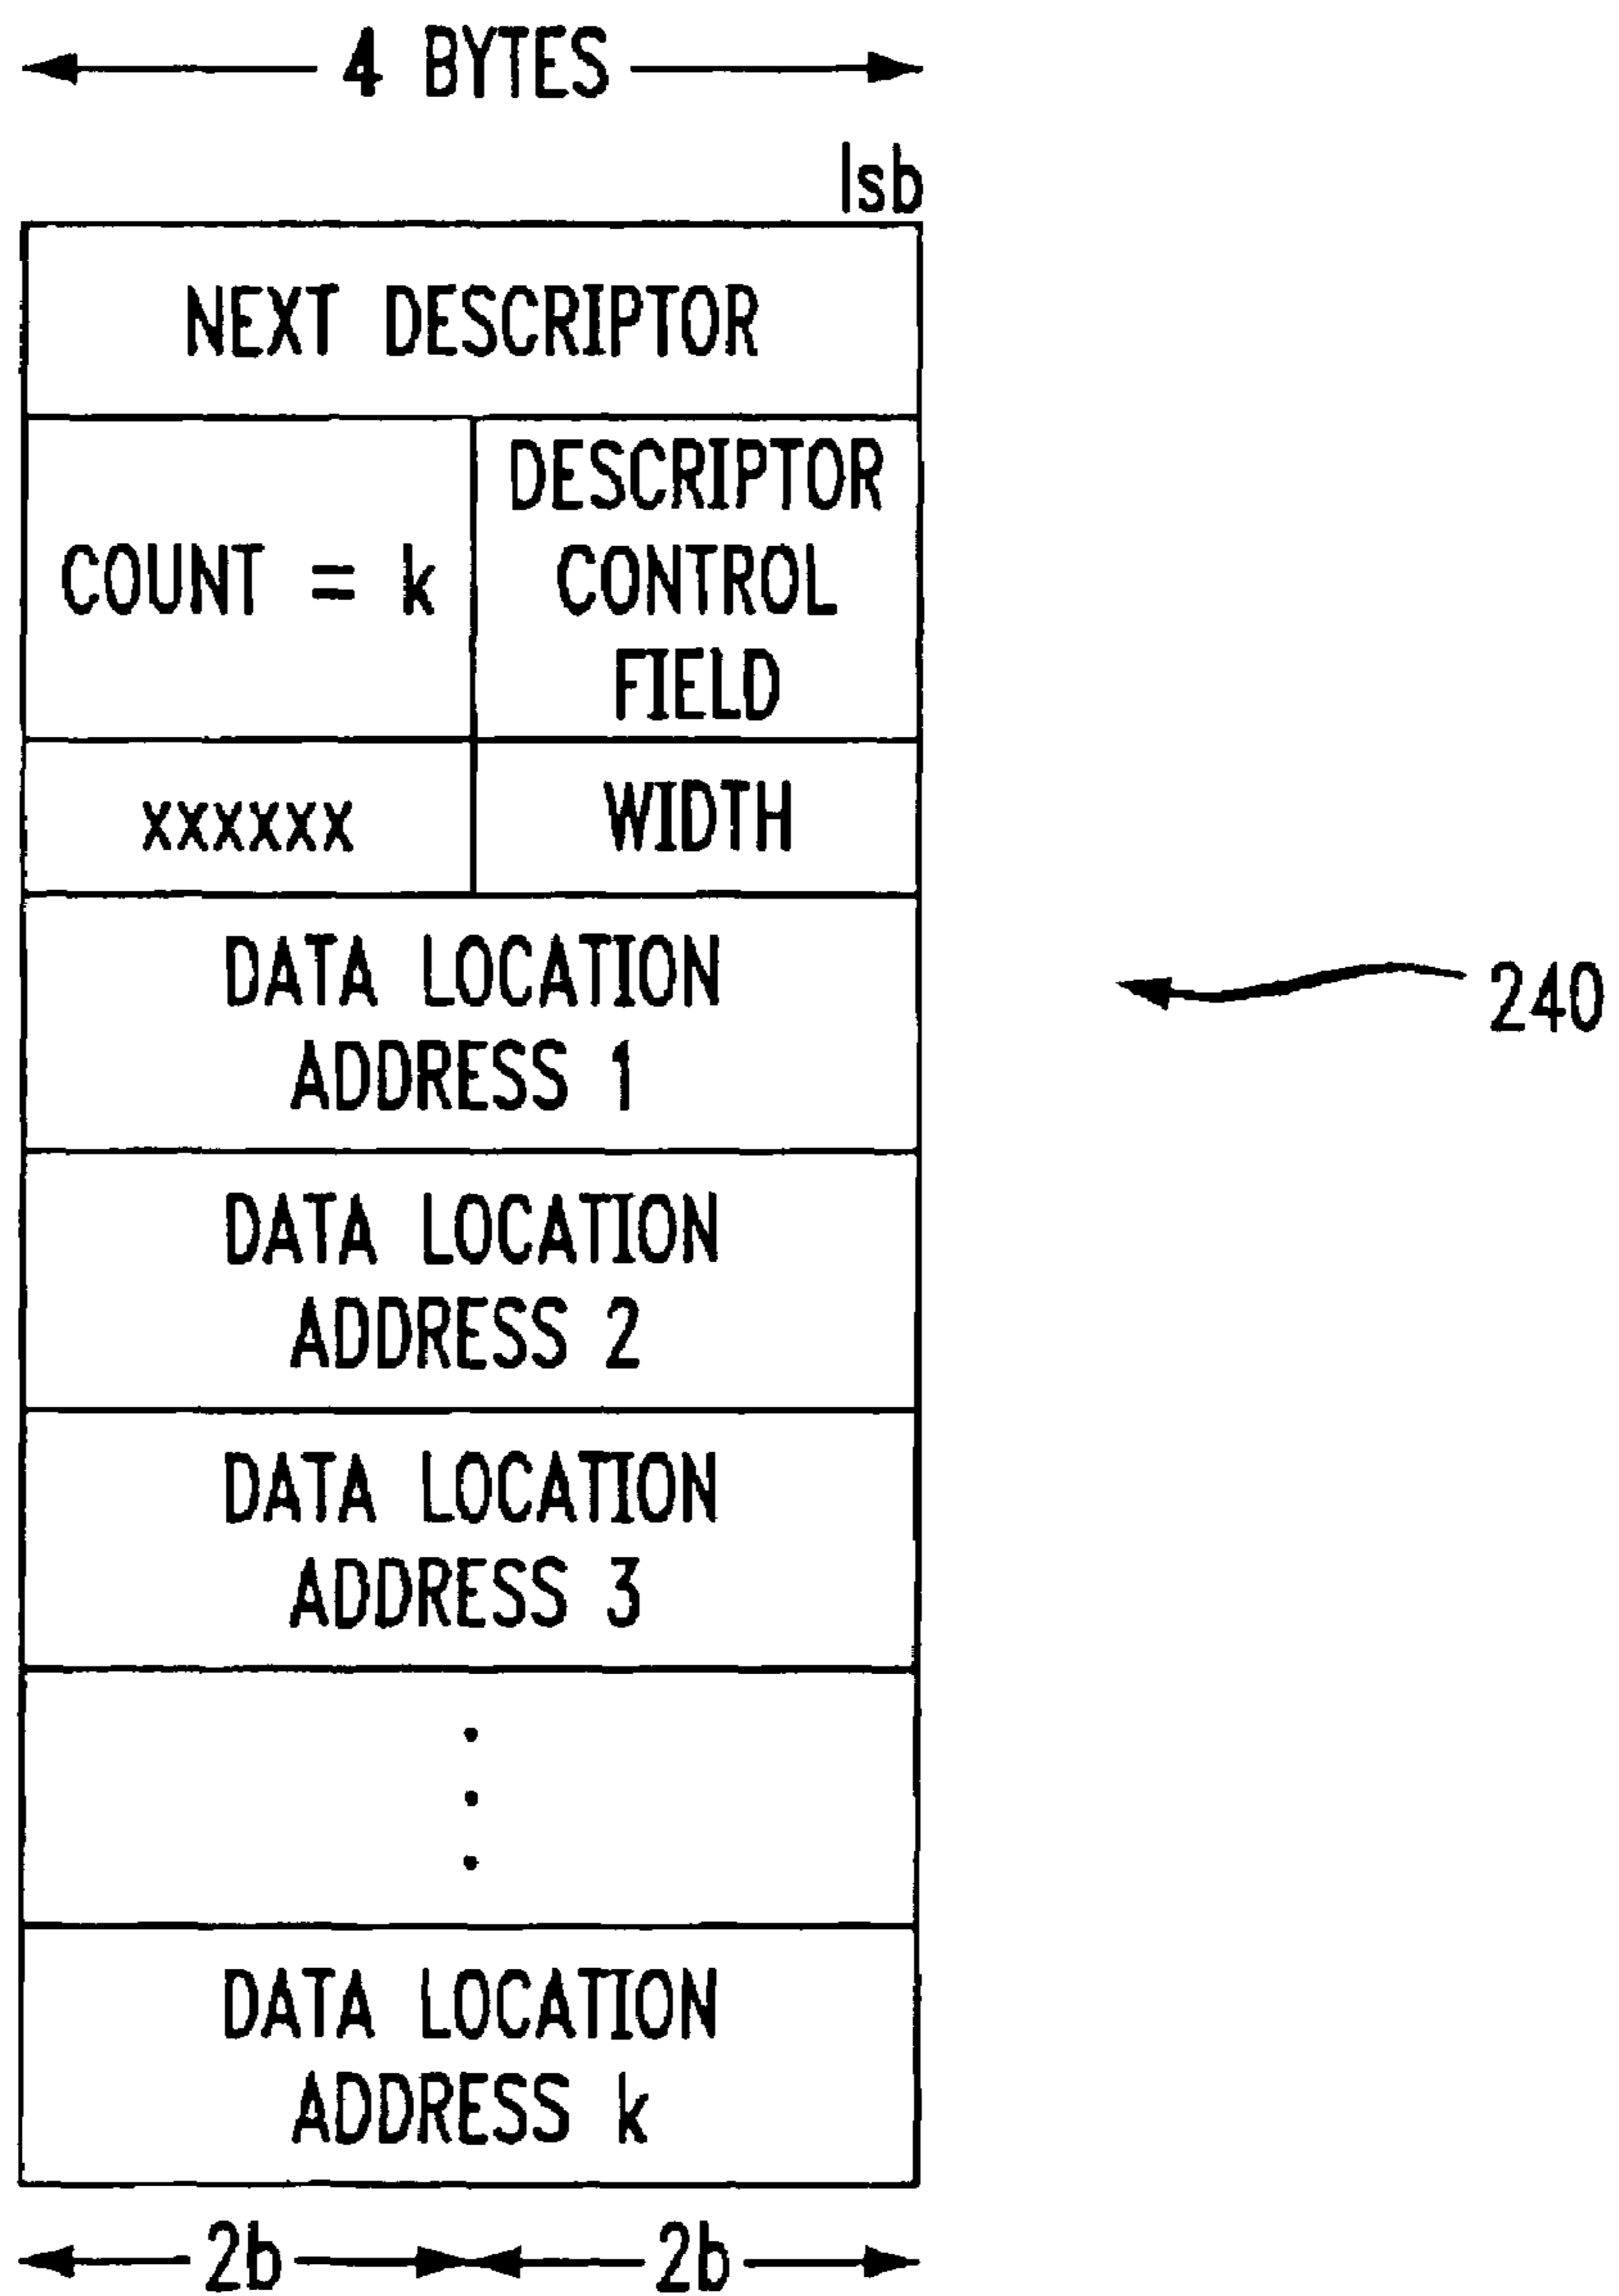 4 BYTES
lsb
NEXT DESCRIPTOR
COUNT = k
DESCRIPTOR
CONTROL
FIELD
xxxxxx
WIDTH
DATA LOCATION
ADDRESS 1
240
DATA LOCATION
ADDRESS 2
DATA LOCATION
ADDRESS 3
DATA LOCATION
ADDRESS k
2b
2b